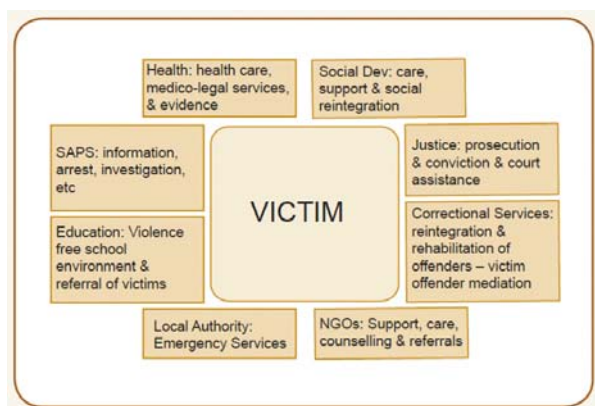 Health: health care,
medico-legal services,
& evidence
Social Dev: care,
support & social
reintegration
SAPS: information,
arrest, investigation,
etc
VICTIM
Justice: prosecution
& conviction & court
assistance
Education: Violence
free school
environment &
referral of victims
Correctional Services:
reintegration &
rehabilitation of
offenders – victim
offender mediation
Local Authority:
Emergency Services
NGOs: Support, care,
counselling & referrals